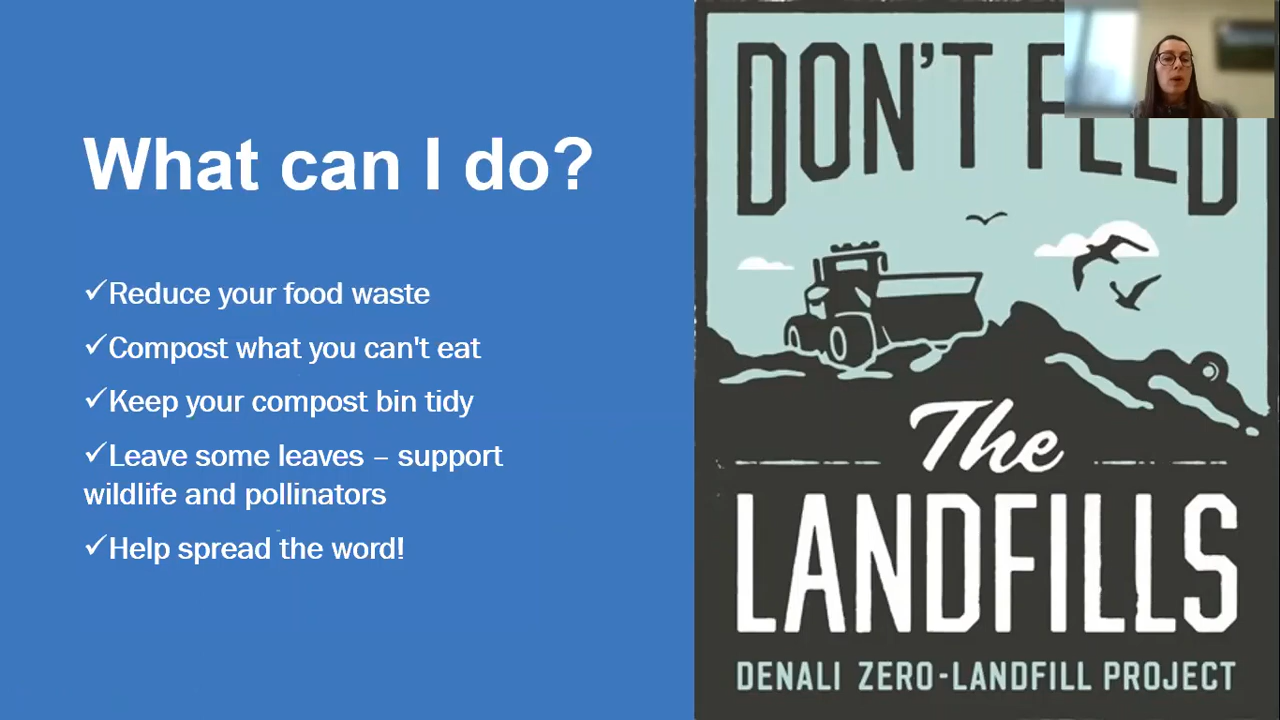 What can I do?
✓Reduce your food waste
✓Compost what you can't eat
✓Keep your compost bin tidy
✓Leave some leaves – support
wildlife and pollinators
✓Help spread the word!
DON'T FEED
The
LANDFILLS
DENALI ZERO-LANDFILL PROJECT